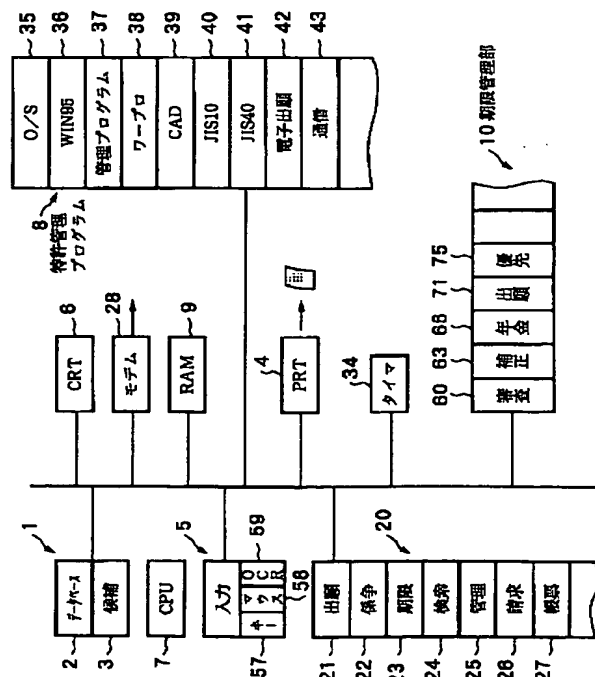 1
2
データベース
3
候補
7
CPU
5
入力
キー
マウス
OCR
57
58
59
20
21
出願
22
係争
23
期限
24
検索
25
管理
26
請求
27
帳票
CRT
6
モデム
28
RAM
9
4
PRT
34
タイマ
8
特許管理
プログラム
O/S
35
WIN95
36
管理プログラム
37
ワープロ
38
CAD
39
JIS10
40
JIS40
41
電子出願
42
通信
43
10 期限管理部
60
審査
63
補正
68
年金
71
出願
75
優先